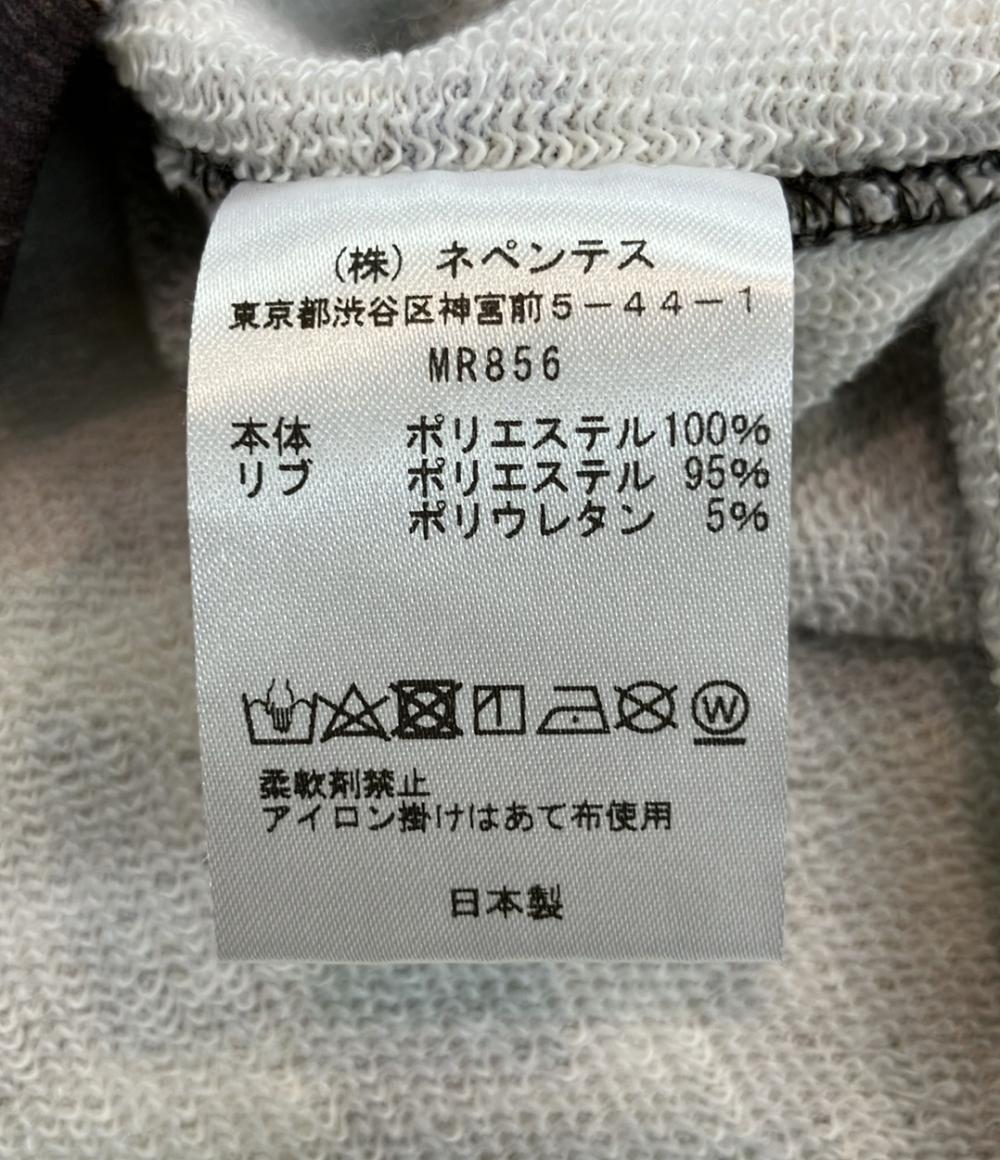 (株) ネペンテス
東京都渋谷区神宮前5-44-1
MR856
本体 ポリエステル100%
リブ ポリエステル 95%
ポリウレタン 5%
W
柔軟剤禁止
アイロン掛けはあて布使用
日本製